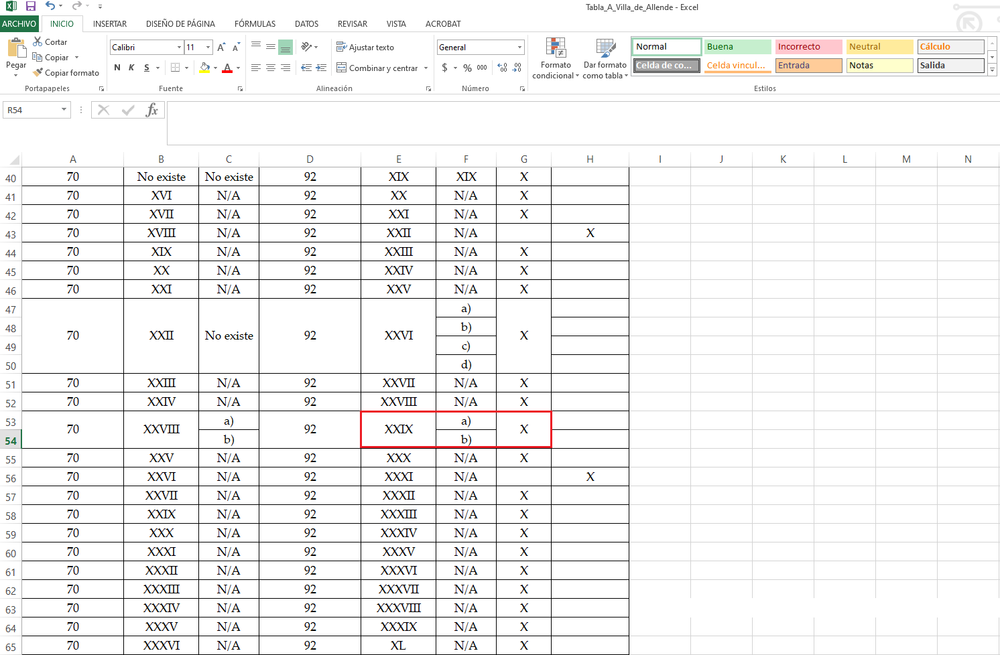 Tabla_A_Villa_de_Allende - Excel
ARCHIVO INICIO INSERTAR DISEÑO DE PÁGINA FÓRMULAS DATOS REVISAR VISTA ACROBAT
Pegar
Cortar
Copiar
Copiar formato
Portapapeles
Calibri 11
N K S
Fuente
Ajustar texto
Combinar y centrar
Alineación
General
$ % 000
Número
Formato condicional
Dar formato como tabla
Normal Buena Incorrecto Neutral Cálculo
Celda de co... Celda vincul... Entrada Notas Salida
Estilos
R54 fx
A B C D E F G H I J K L M N
40 70 No existe No existe 92 XIX XIX X
41 70 XVI N/A 92 XX N/A X
42 70 XVII N/A 92 XXI N/A X
43 70 XVIII N/A 92 XXII N/A X
44 70 XIX N/A 92 XXIII N/A X
45 70 XX N/A 92 XXIV N/A X
46 70 XXI N/A 92 XXV N/A X
47 a)
48 b)
70 XXII No existe 92 XXVI X
49 c)
50 d)
51 70 XXIII N/A 92 XXVII N/A X
52 70 XXIV N/A 92 XXVIII N/A X
53 a) a)
70 XXVIII 92 XXIX X
54 b) b)
55 70 XXV N/A 92 XXX N/A X
56 70 XXVI N/A 92 XXXI N/A X
57 70 XXVII N/A 92 XXXII N/A X
58 70 XXIX N/A 92 XXXIII N/A X
59 70 XXX N/A 92 XXXIV N/A X
60 70 XXXI N/A 92 XXXV N/A X
61 70 XXXII N/A 92 XXXVI N/A X
62 70 XXXIII N/A 92 XXXVII N/A X
63 70 XXXIV N/A 92 XXXVIII N/A X
64 70 XXXV N/A 92 XXXIX N/A X
65 70 XXXVI N/A 92 XL N/A X